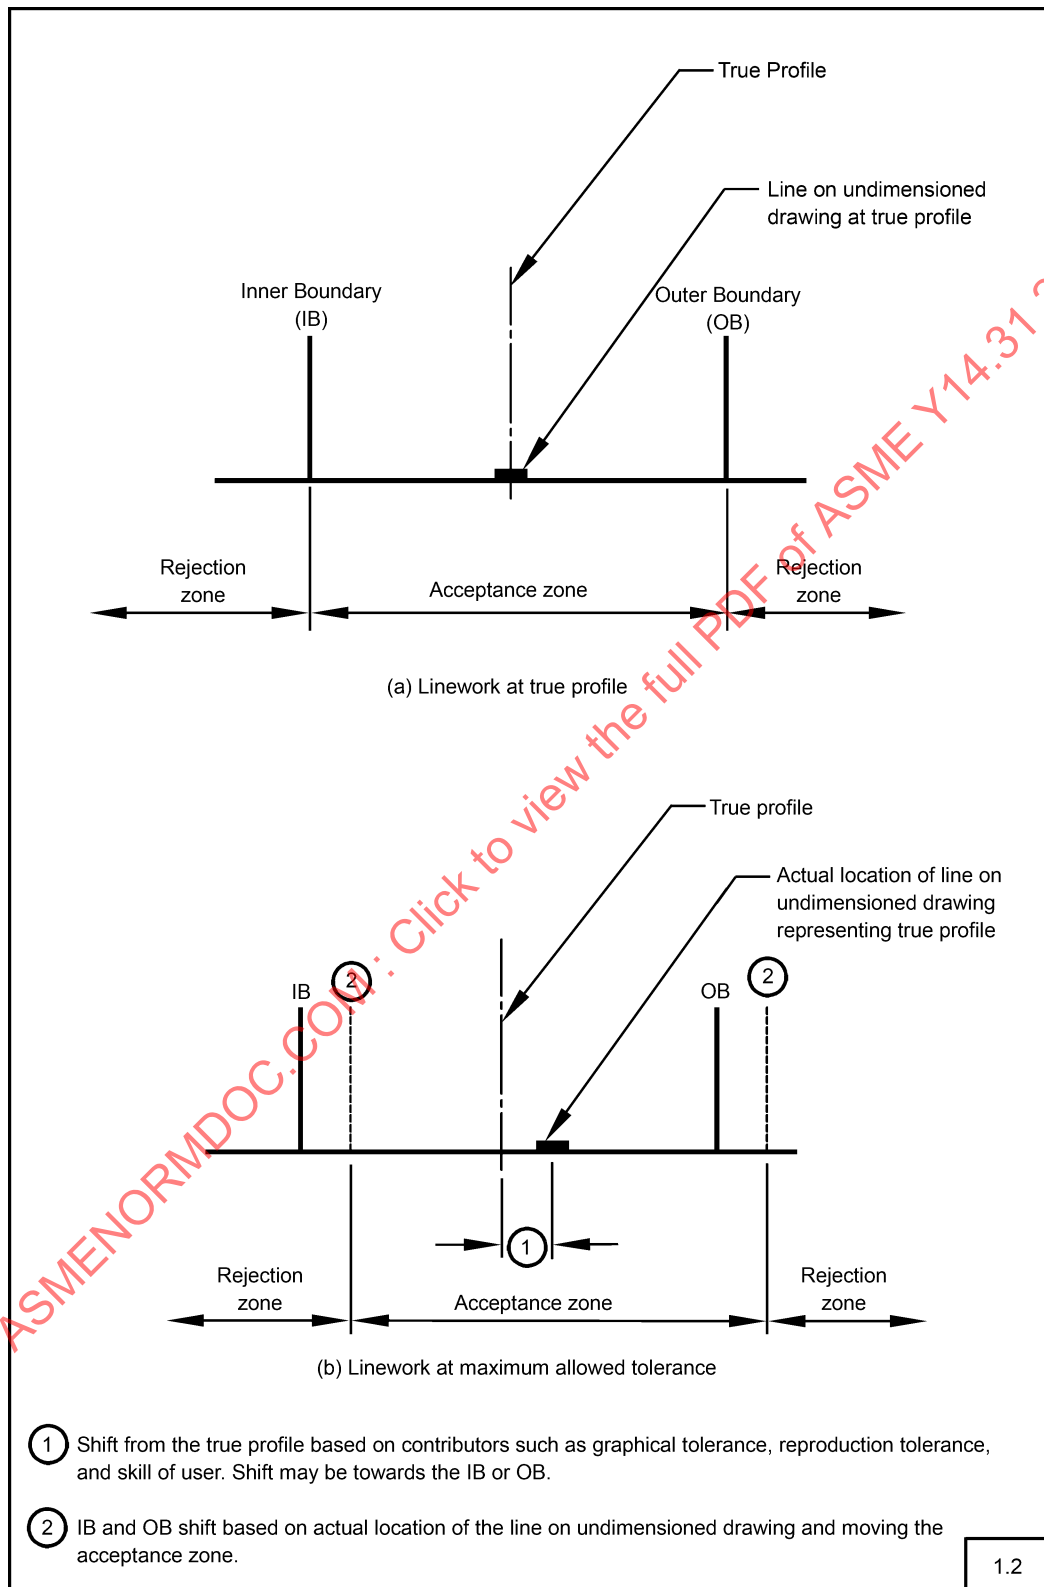 True Profile
Line on undimensioned
drawing at true profile
Inner Boundary
(IB)
Outer Boundary
(OB)
Rejection
zone
Acceptance zone
Rejection
zone
(a) Linework at true profile
True profile
Actual location of line on
undimensioned drawing
representing true profile
IB
2
OB
2
1
Rejection
zone
Acceptance zone
Rejection
zone
(b) Linework at maximum allowed tolerance
1 Shift from the true profile based on contributors such as graphical tolerance, reproduction tolerance,
and skill of user. Shift may be towards the IB or OB.
2 IB and OB shift based on actual location of the line on undimensioned drawing and moving the
acceptance zone.
1.2
ASMENORMDOC.COM : Click to view the full PDF of ASME Y14.31